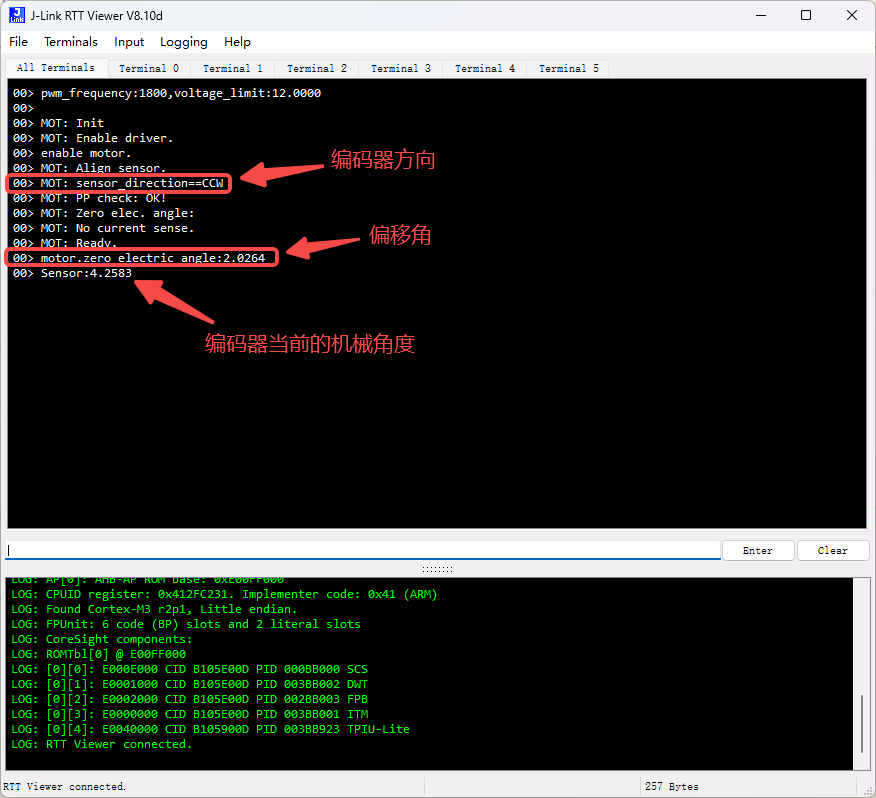 J-Link RTT Viewer V8.10d
File Terminals Input Logging Help
All Terminals Terminal 0 Terminal 1 Terminal 2 Terminal 3 Terminal 4 Terminal 5
00> pwm_frequency:1800,voltage_limit:12.0000
00>
00> MOT: Init
00> MOT: Enable driver.
00> enable motor.
00> MOT: Align sensor.
编码器方向
00> MOT: sensor_direction==CCW
00> MOT: PP check: OK!
00> MOT: Zero elec. angle:
00> MOT: No current sense.
00> MOT: Ready.
偏移角
00> motor.zero_electric_angle:2.0264
00> Sensor:4.2583
编码器当前的机械角度
Enter Clear
LOG: AP[0]: AHB-AP ROM base: 0xE00FF000
LOG: CPUID register: 0x412FC231. Implementer code: 0x41 (ARM)
LOG: Found Cortex-M3 r2p1, Little endian.
LOG: FPUnit: 6 code (BP) slots and 2 literal slots
LOG: CoreSight components:
LOG: ROMTbl[0] @ E00FF000
LOG: [0][0]: E000E000 CID B105E00D PID 000BB000 SCS
LOG: [0][1]: E0001000 CID B105E00D PID 003BB002 DWT
LOG: [0][2]: E0002000 CID B105E00D PID 002BB003 FPB
LOG: [0][3]: E0000000 CID B105E00D PID 003BB001 ITM
LOG: [0][4]: E0040000 CID B105900D PID 003BB923 TPIU-Lite
LOG: RTT Viewer connected.
RTT Viewer connected. 257 Bytes